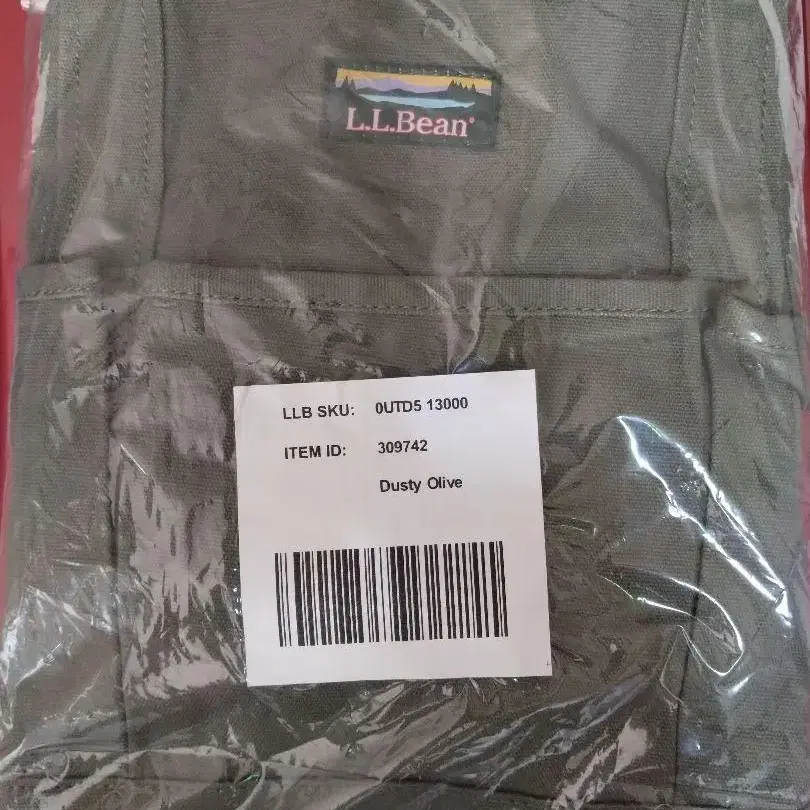 L.L.Bean®
LLB SKU: 0UTD5 13000
ITEM ID: 309742
Dusty Olive